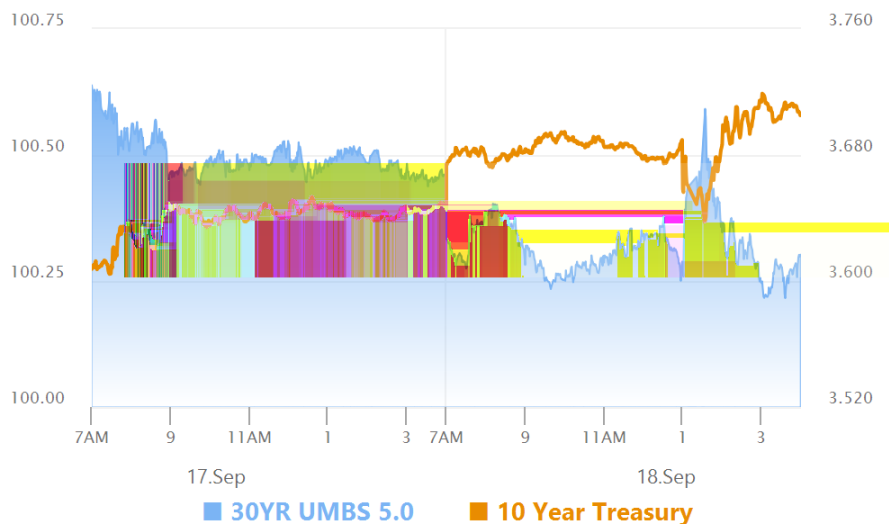 100.75 3.760
100.50 3.680
100.25 3.600
100.00 3.520
7AM 9 11AM 1 3 7AM 9 11AM 1 3
17.Sep 18.Sep
30YR UMBS 5.0 10 Year Treasury